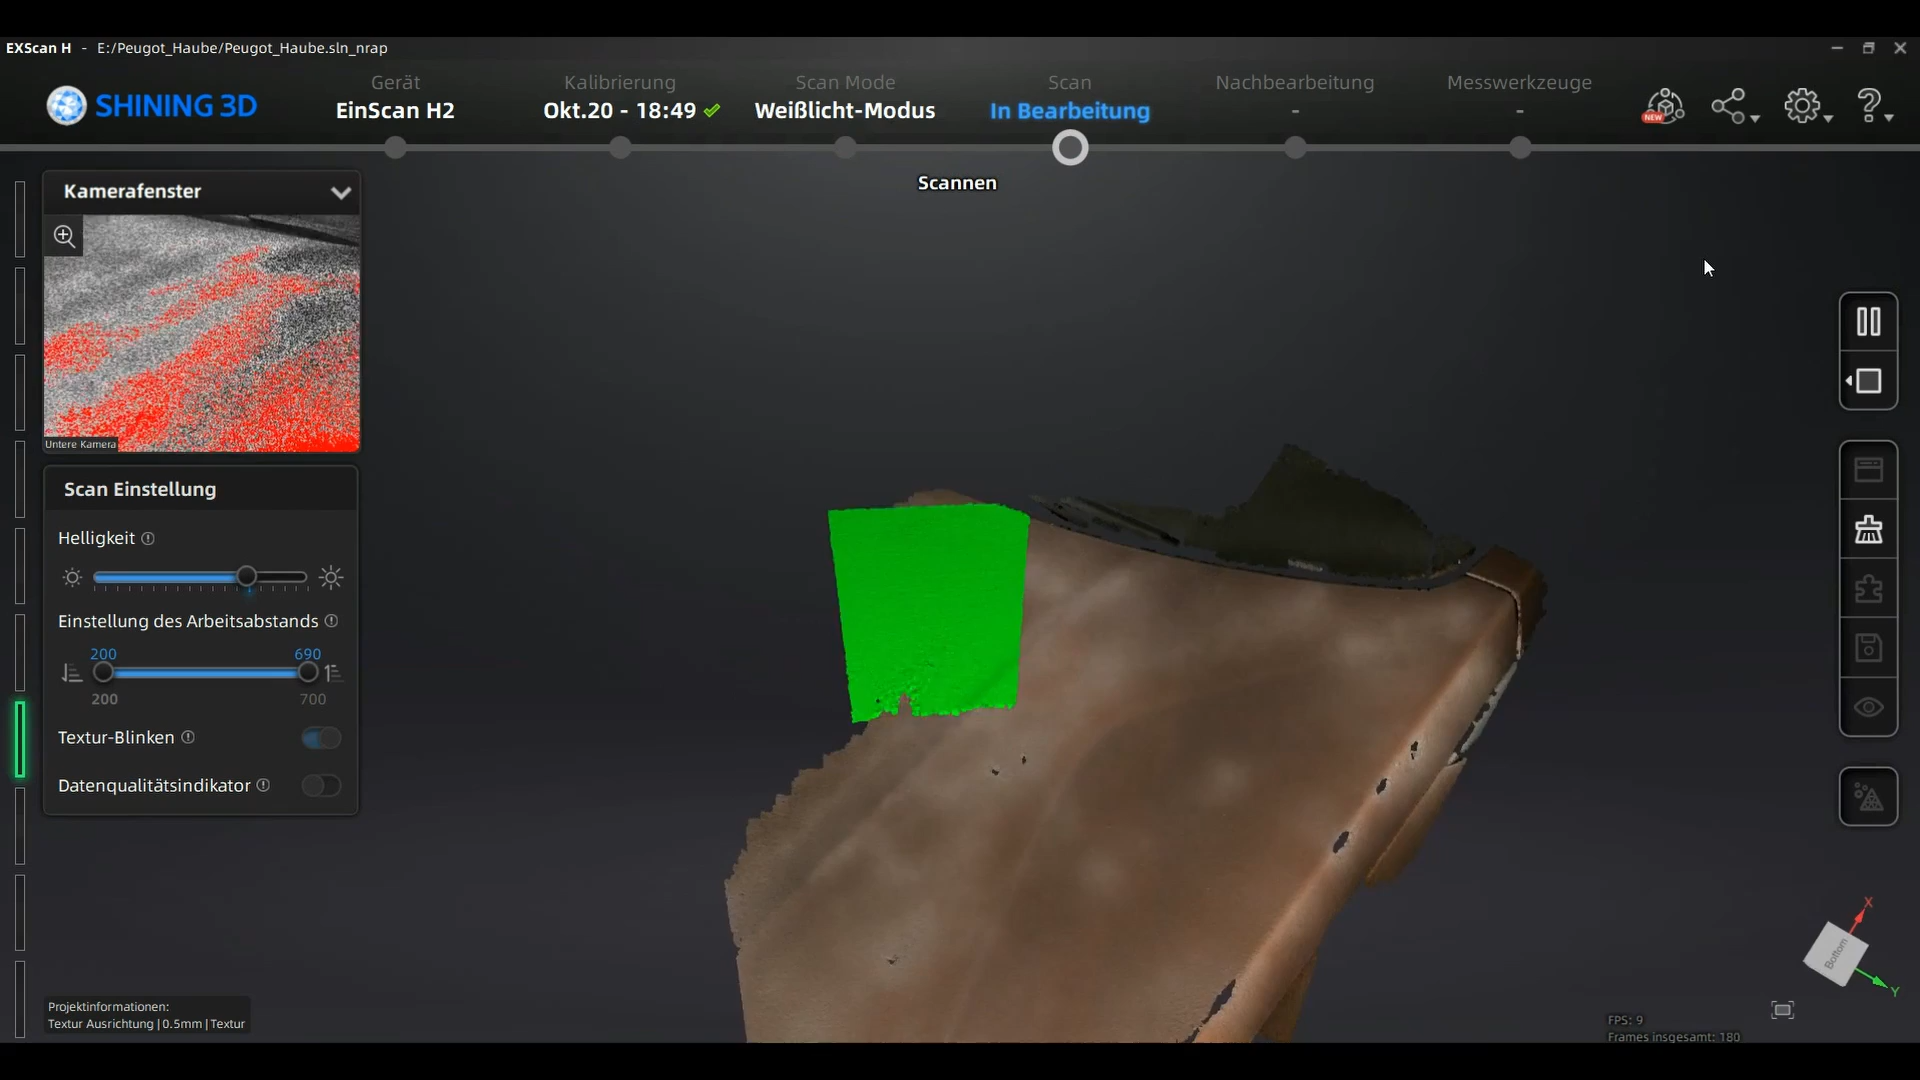 EXScan H - E:/Peugot_Haube/Peugot_Haube.sln_nrap
SHINING 3D
Gerät
EinScan H2
Kalibrierung
Okt.20 - 18:49
Scan Mode
Weißlicht-Modus
Scan
In Bearbeitung
Nachbearbeitung
-
Messwerkzeuge
-
NEW
Scannen
Kamerafenster
Untere Kamera
Scan Einstellung
Helligkeit
Einstellung des Arbeitsabstands
200 690
200 700
Textur-Blinken
Datenqualitätsindikator
Projektinformationen:
Textur Ausrichtung | 0.5mm | Textur
X
Bottom
Y
FPS: 9
Frames insgesamt: 180